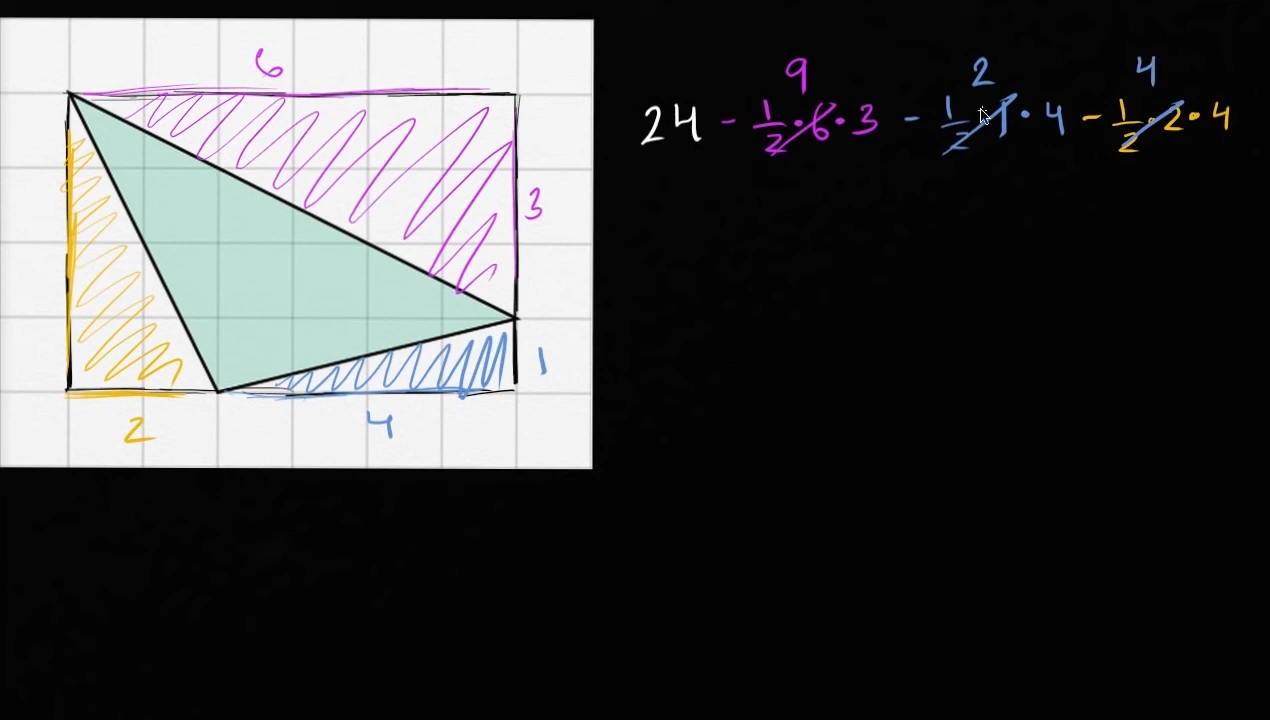 6
9 2 4
24 - 1/2 · 6 · 3 - 1/2 · 1 · 4 - 1/2 · 2 · 4
3
1
2 4